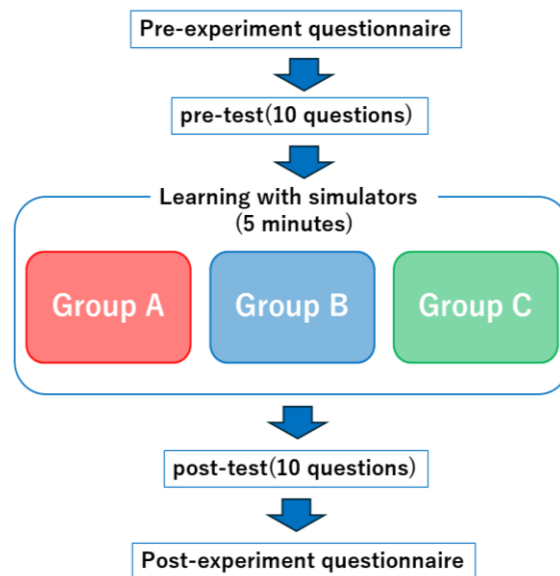 Pre-experiment questionnaire
pre-test(10 questions)
Learning with simulators
(5 minutes)
Group A
Group B
Group C
post-test(10 questions)
Post-experiment questionnaire